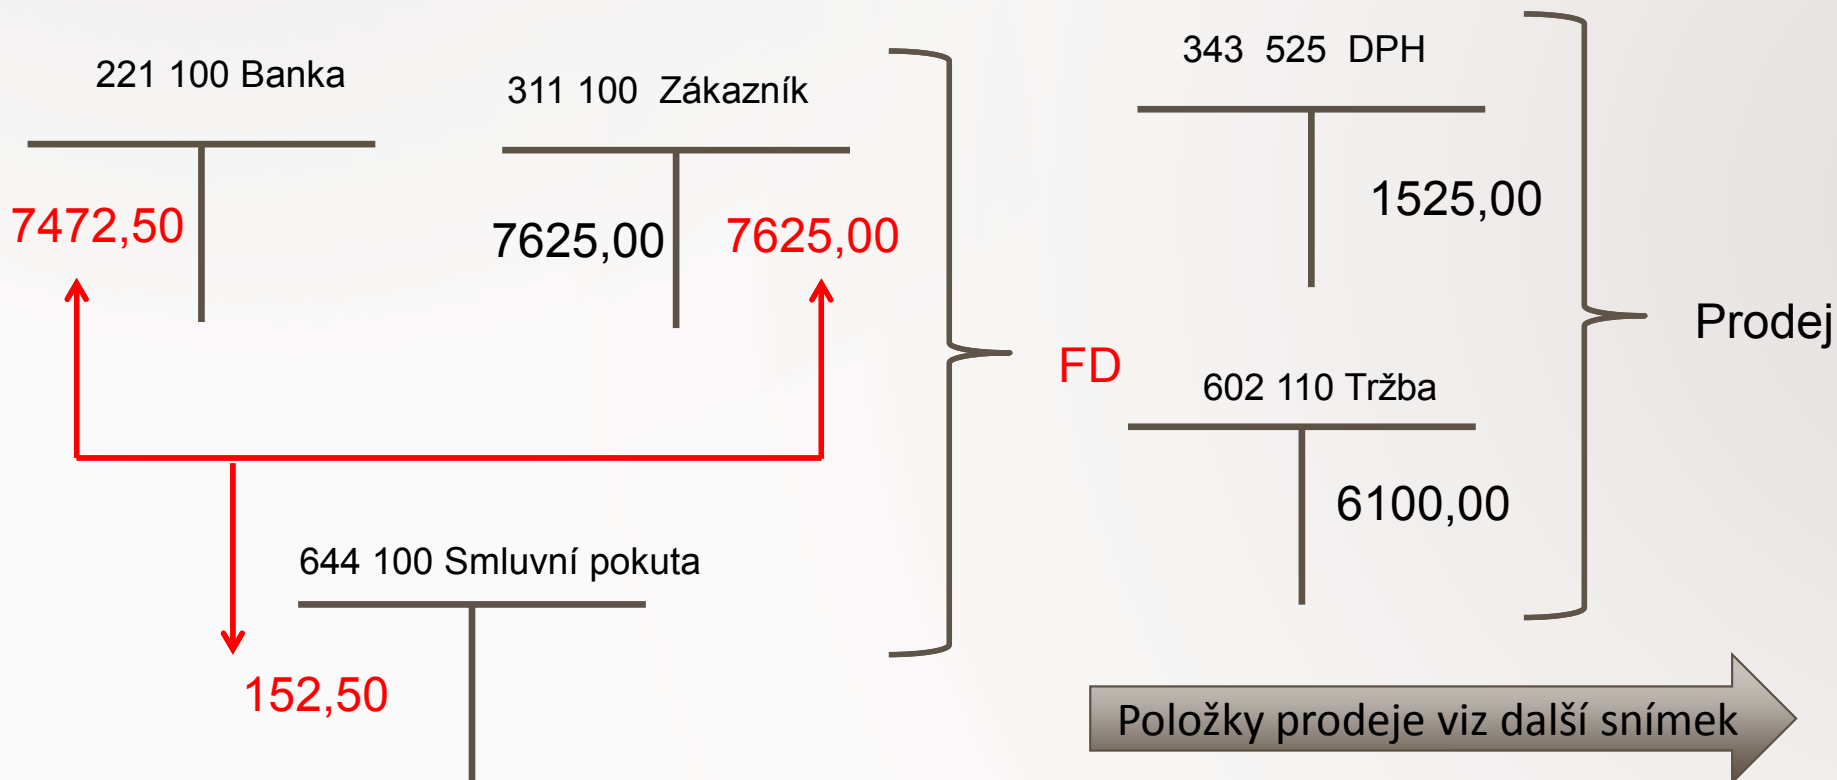 221 100 Banka
311 100 Zákazník
343 525 DPH
7472,50
7625,00
7625,00
1525,00
Prodej
FD
602 110 Tržba
6100,00
644 100 Smluvní pokuta
152,50
Položky prodeje viz další snímek